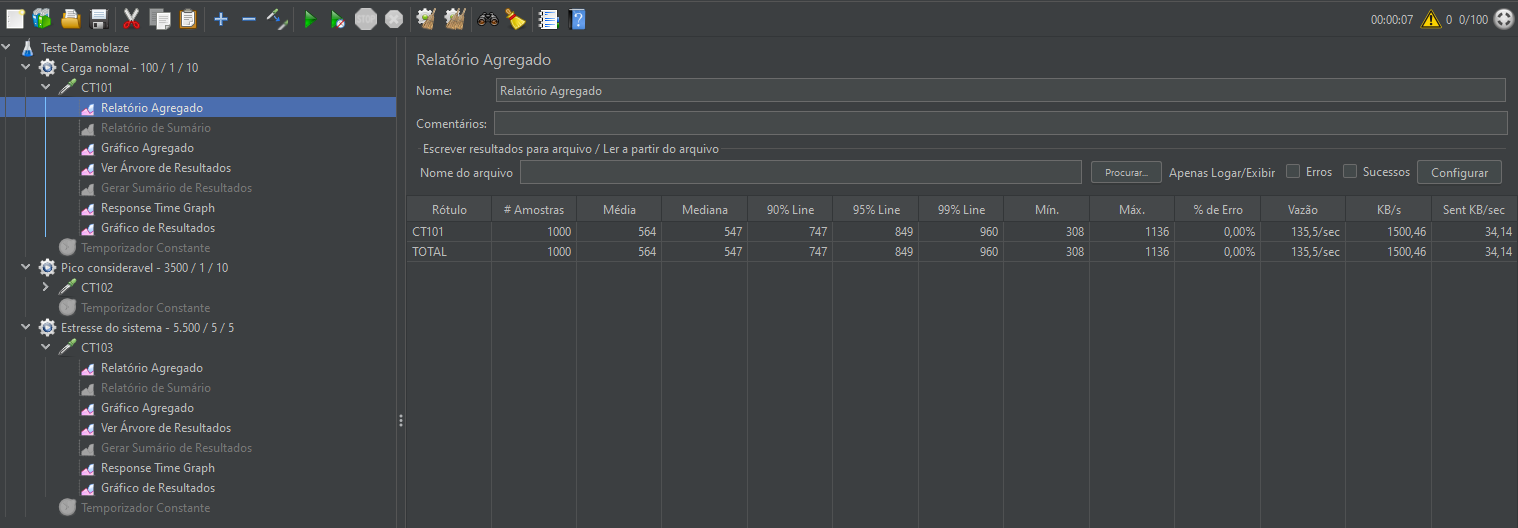 00:00:07 0 0/100
Teste Damoblaze
Carga nomal - 100 / 1 / 10
CT101
Relatório Agregado
Relatório de Sumário
Gráfico Agregado
Ver Árvore de Resultados
Gerar Sumário de Resultados
Response Time Graph
Gráfico de Resultados
Temporizador Constante
Pico consideravel - 3500 / 1 / 10
CT102
Temporizador Constante
Estresse do sistema - 5.500 / 5 / 5
CT103
Relatório Agregado
Relatório de Sumário
Gráfico Agregado
Ver Árvore de Resultados
Gerar Sumário de Resultados
Response Time Graph
Gráfico de Resultados
Temporizador Constante
Relatório Agregado
Nome: Relatório Agregado
Comentários:
Escrever resultados para arquivo / Ler a partir do arquivo
Nome do arquivo Procurar... Apenas Logar/Exibir Erros Sucessos Configurar
Rótulo # Amostras Média Mediana 90% Line 95% Line 99% Line Mín. Máx. % de Erro Vazão KB/s Sent KB/sec
CT101 1000 564 547 747 849 960 308 1136 0,00% 135,5/sec 1500,46 34,14
TOTAL 1000 564 547 747 849 960 308 1136 0,00% 135,5/sec 1500,46 34,14